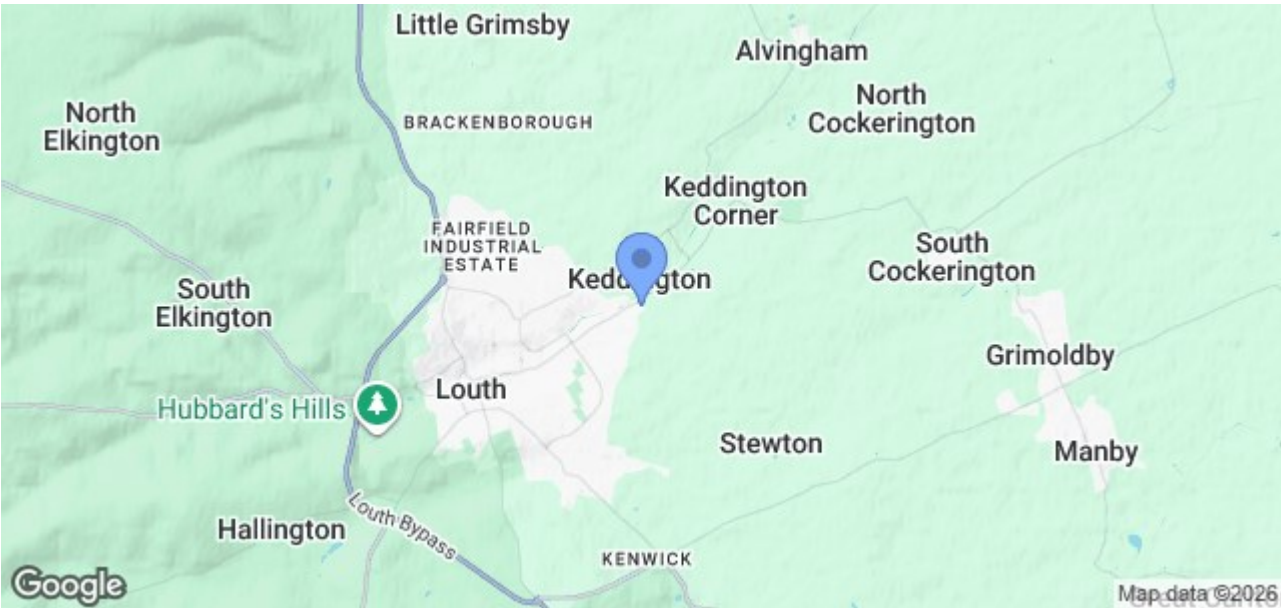 Little Grimsby
Alvingham
North
Elkington
North
Cockerington
BRACKENBOROUGH
Keddington
Corner
FAIRFIELD
INDUSTRIAL
ESTATE
South
Cockerington
Keddington
South
Elkington
Grimoldby
Louth
Hubbard's Hills
Stewton
Manby
Louth Bypass
Hallington
KENWICK
Google
Map data ©2026